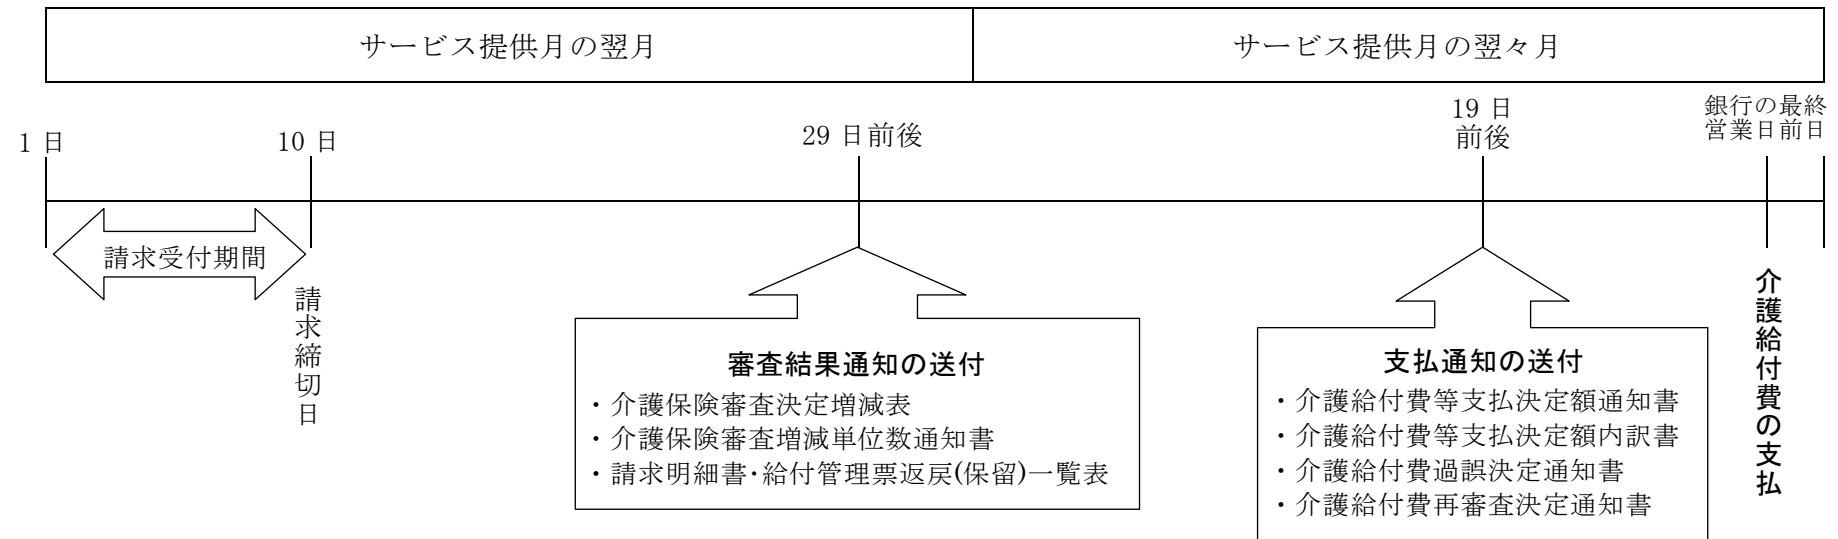 サービス提供月の翌月
サービス提供月の翌々月
1 日
10 日
29 日前後
19 日
前後
銀行の最終
営業日前日
請求受付期間
請求締切日
審査結果通知の送付
・介護保険審査決定増減表
・介護保険審査増減単位数通知書
・請求明細書・給付管理票返戻(保留)一覧表
支払通知の送付
・介護給付費等支払決定額通知書
・介護給付費等支払決定額内訳書
・介護給付費過誤決定通知書
・介護給付費再審査決定通知書
介護給付費の支払